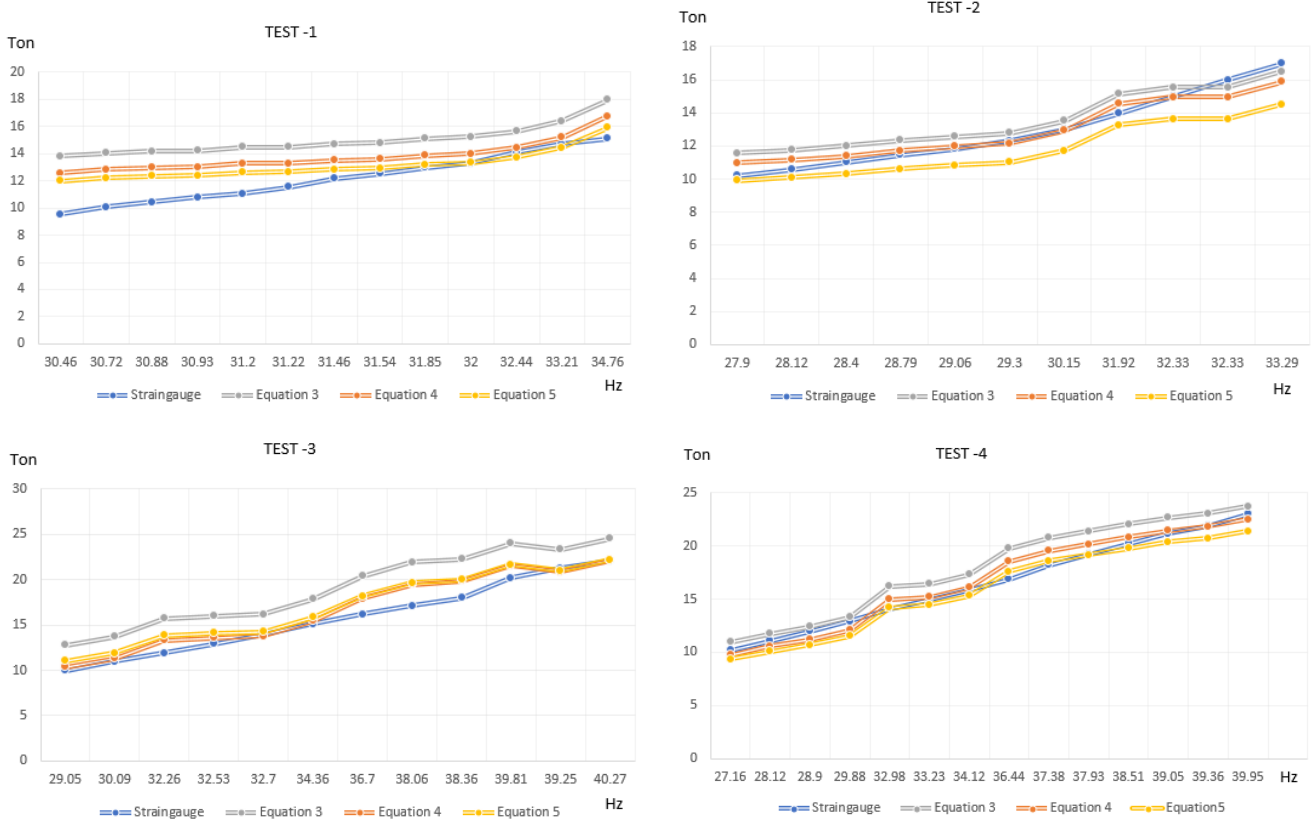 TEST -1
Ton
20
18
16
14
12
10
8
6
4
2
0
30.46 30.72 30.88 30.93 31.2 31.22 31.46 31.54 31.85 32 32.44 33.21 34.76
Hz
Straingauge Equation 3 Equation 4 Equation 5
TEST -2
Ton
18
16
14
12
10
8
6
4
2
0
27.9 28.12 28.4 28.79 29.06 29.3 30.15 31.92 32.33 32.33 33.29
Hz
Straingauge Equation 3 Equation 4 Equation 5
TEST -3
Ton
30
25
20
15
10
5
0
29.05 30.09 32.26 32.53 32.7 34.36 36.7 38.06 38.36 39.81 39.25 40.27
Hz
Straingauge Equation 3 Equation 4 Equation 5
TEST -4
Ton
25
20
15
10
5
0
27.16 28.12 28.9 29.88 32.98 33.23 34.12 36.44 37.38 37.93 38.51 39.05 39.36 39.95
Hz
Straingauge Equation 3 Equation 4 Equation5